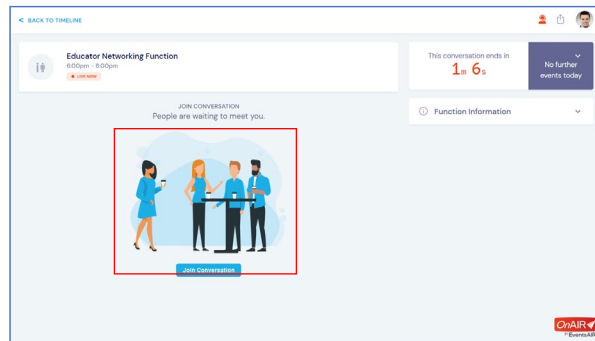 < BACK TO TIMELINE
Educator Networking Function
6:00pm - 8:00pm
LIVE NOW
This conversation ends in
1m 6s
No further
events today
JOIN CONVERSATION
People are waiting to meet you.
Function Information
Join Conversation
OnAIR
BY EventsAIR